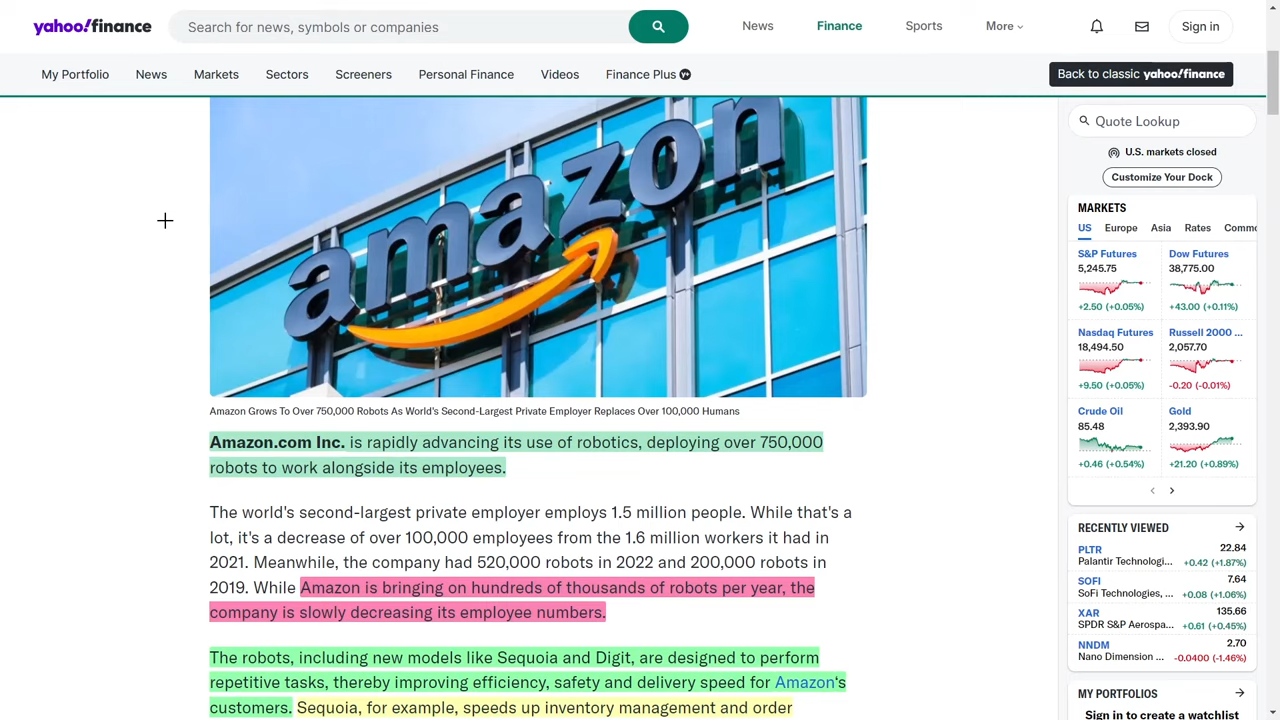 yahoo!finance
Search for news, symbols or companies
News
Finance
Sports
More
Sign in
My Portfolio
News
Markets
Sectors
Screeners
Personal Finance
Videos
Finance Plus
Back to classic yahoo!finance
amazon
Amazon Grows To Over 750,000 Robots As World's Second-Largest Private Employer Replaces Over 100,000 Humans
Amazon.com Inc. is rapidly advancing its use of robotics, deploying over 750,000
robots to work alongside its employees.
The world's second-largest private employer employs 1.5 million people. While that's a
lot, it's a decrease of over 100,000 employees from the 1.6 million workers it had in
2021. Meanwhile, the company had 520,000 robots in 2022 and 200,000 robots in
2019. While Amazon is bringing on hundreds of thousands of robots per year, the
company is slowly decreasing its employee numbers.
The robots, including new models like Sequoia and Digit, are designed to perform
repetitive tasks, thereby improving efficiency, safety and delivery speed for Amazon's
customers. Sequoia, for example, speeds up inventory management and order
Quote Lookup
U.S. markets closed
Customize Your Dock
MARKETS
US Europe Asia Rates Commo
S&P Futures
5,245.75
+2.50 (+0.05%)
Dow Futures
38,775.00
+43.00 (+0.11%)
Nasdaq Futures
18,494.50
+9.50 (+0.05%)
Russell 2000 ...
2,057.70
-0.20 (-0.01%)
Crude Oil
85.48
+0.46 (+0.54%)
Gold
2,393.90
+21.20 (+0.89%)
RECENTLY VIEWED
PLTR 22.84
Palantir Technologi... +0.42 (+1.87%)
SOFI 7.64
SoFi Technologies, ... +0.08 (+1.06%)
XAR 135.66
SPDR S&P Aerospa... +0.61 (+0.45%)
NNDM 2.70
Nano Dimension ... -0.0400 (-1.46%)
MY PORTFOLIOS
Sign in to create a watchlist